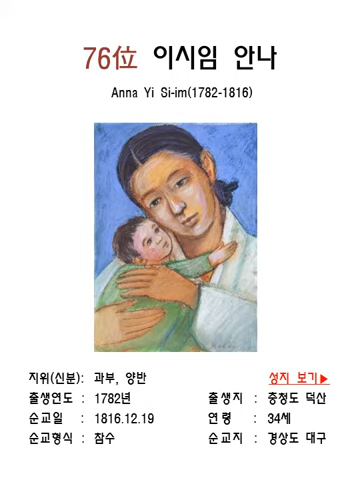 76位 이시임 안나
Anna Yi Si-im(1782-1816)
지위(신분): 과부, 양반 성지 보기▶
출생연도 : 1782년 출생지 : 충청도 덕산
순교일 : 1816.12.19 연령 : 34세
순교형식 : 참수 순교지 : 경상도 대구